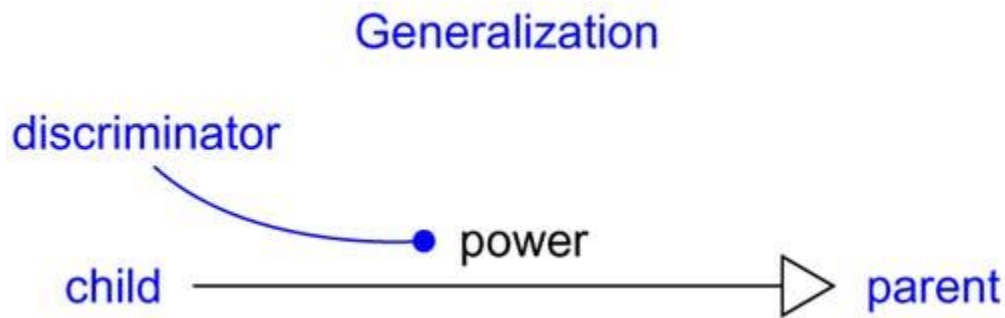 Generalization
discriminator
power
child
parent